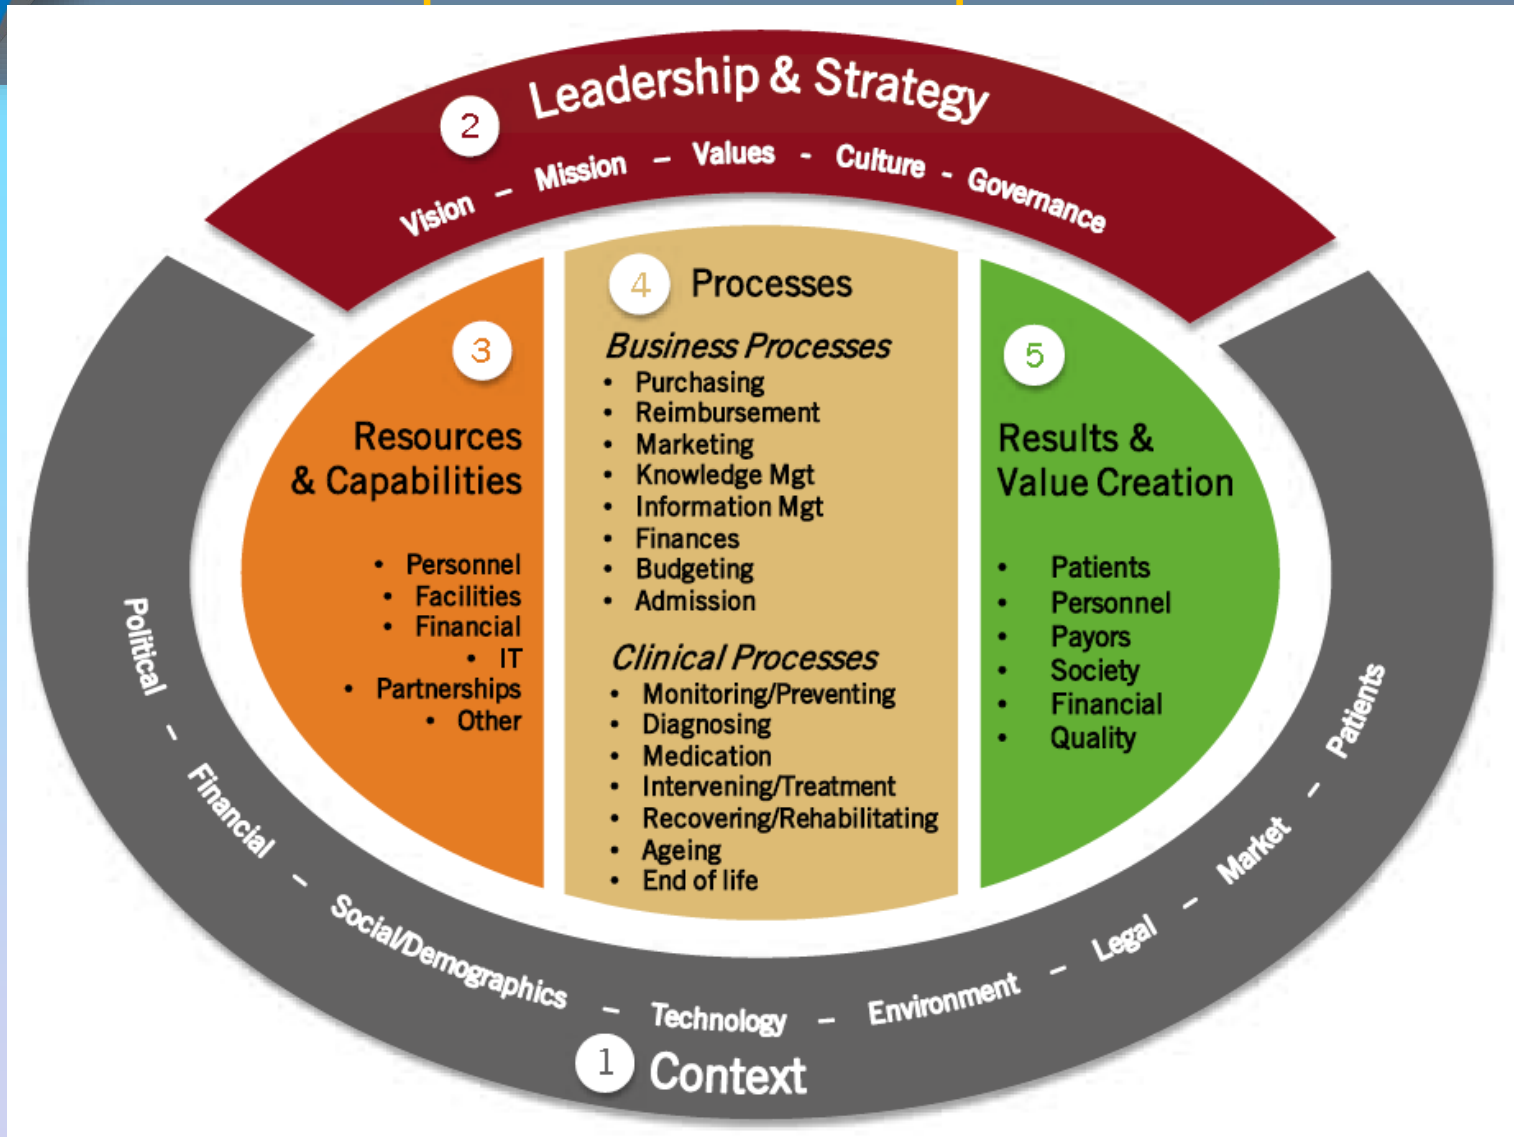 2
Leadership & Strategy
Vision – Mission – Values - Culture - Governance
3
Resources
& Capabilities
• Personnel
• Facilities
• Financial
• IT
• Partnerships
• Other
4
Processes
Business Processes
• Purchasing
• Reimbursement
• Marketing
• Knowledge Mgt
• Information Mgt
• Finances
• Budgeting
• Admission
Clinical Processes
• Monitoring/Preventing
• Diagnosing
• Medication
• Intervening/Treatment
• Recovering/Rehabilitating
• Ageing
• End of life
5
Results &
Value Creation
• Patients
• Personnel
• Payors
• Society
• Financial
• Quality
Political – Financial – Social/Demographics – Technology – Environment – Legal – Market – Patients
1
Context